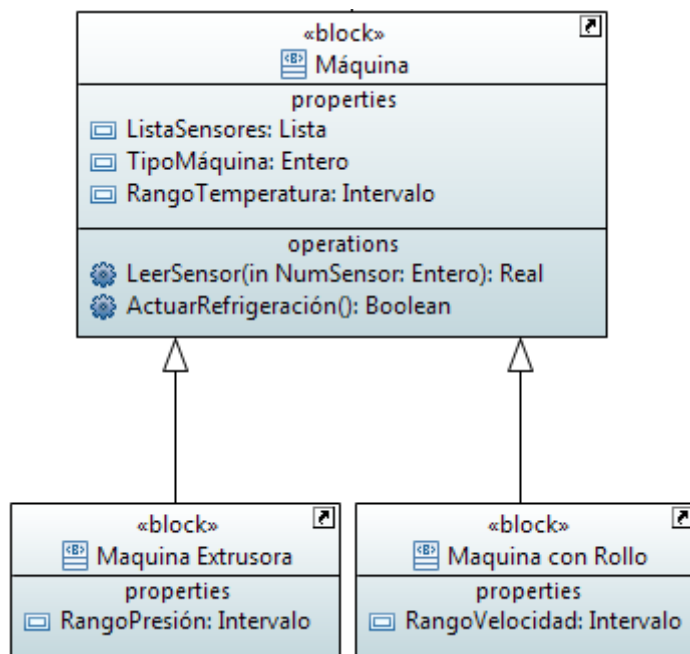 «block»
Máquina
properties
ListaSensores: Lista
TipoMáquina: Entero
RangoTemperatura: Intervalo
operations
LeerSensor(in NumSensor: Entero): Real
ActuarRefrigeración(): Boolean
«block»
Maquina Extrusora
properties
RangoPresión: Intervalo
«block»
Maquina con Rollo
properties
RangoVelocidad: Intervalo